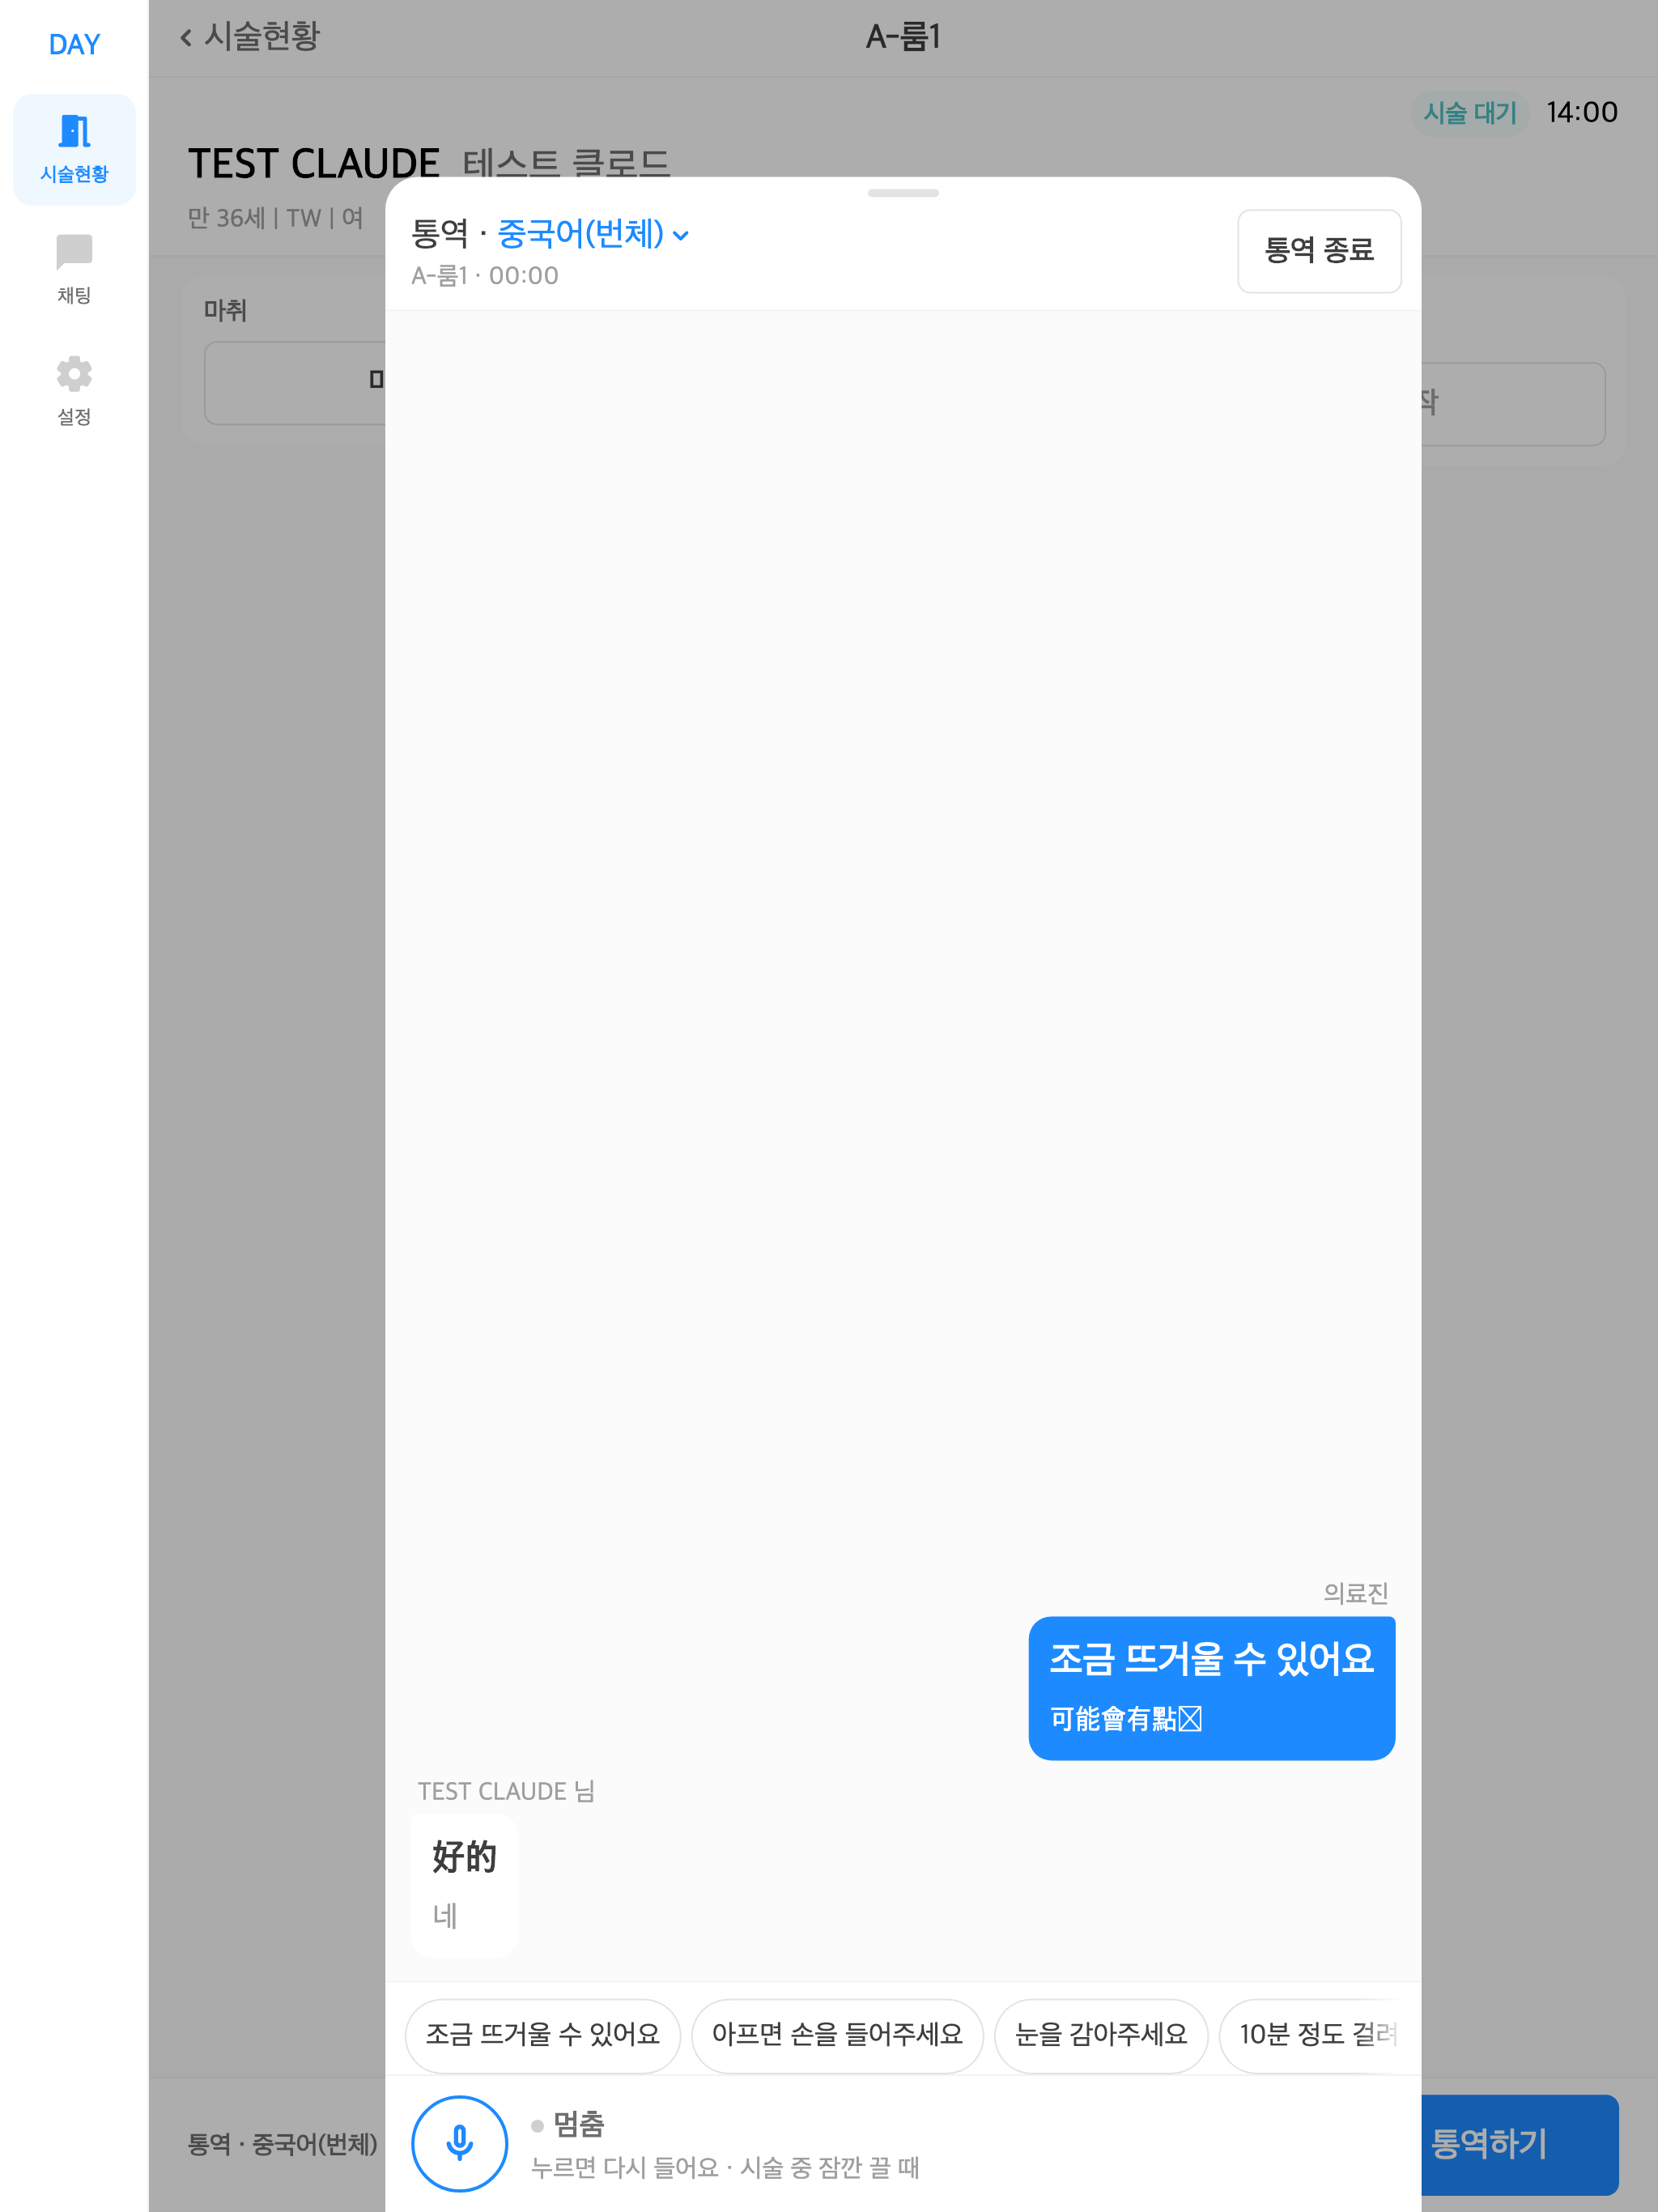 DAY
시술현황
채팅
설정
시술현황
A-룸1
시술 대기 14:00
TEST CLAUDE 테스트 클로드
만 36세 | TW | 여
마취
통역 · 중국어(번체)
A-룸1 · 00:00
통역 종료
의료진
조금 뜨거울 수 있어요
可能會有點
TEST CLAUDE 님
好的
네
조금 뜨거울 수 있어요
아프면 손을 들어주세요
눈을 감아주세요
10분 정도 걸려
멈춤
누르면 다시 들어요 · 시술 중 잠깐 끌 때
통역 · 중국어(번체)
통역하기